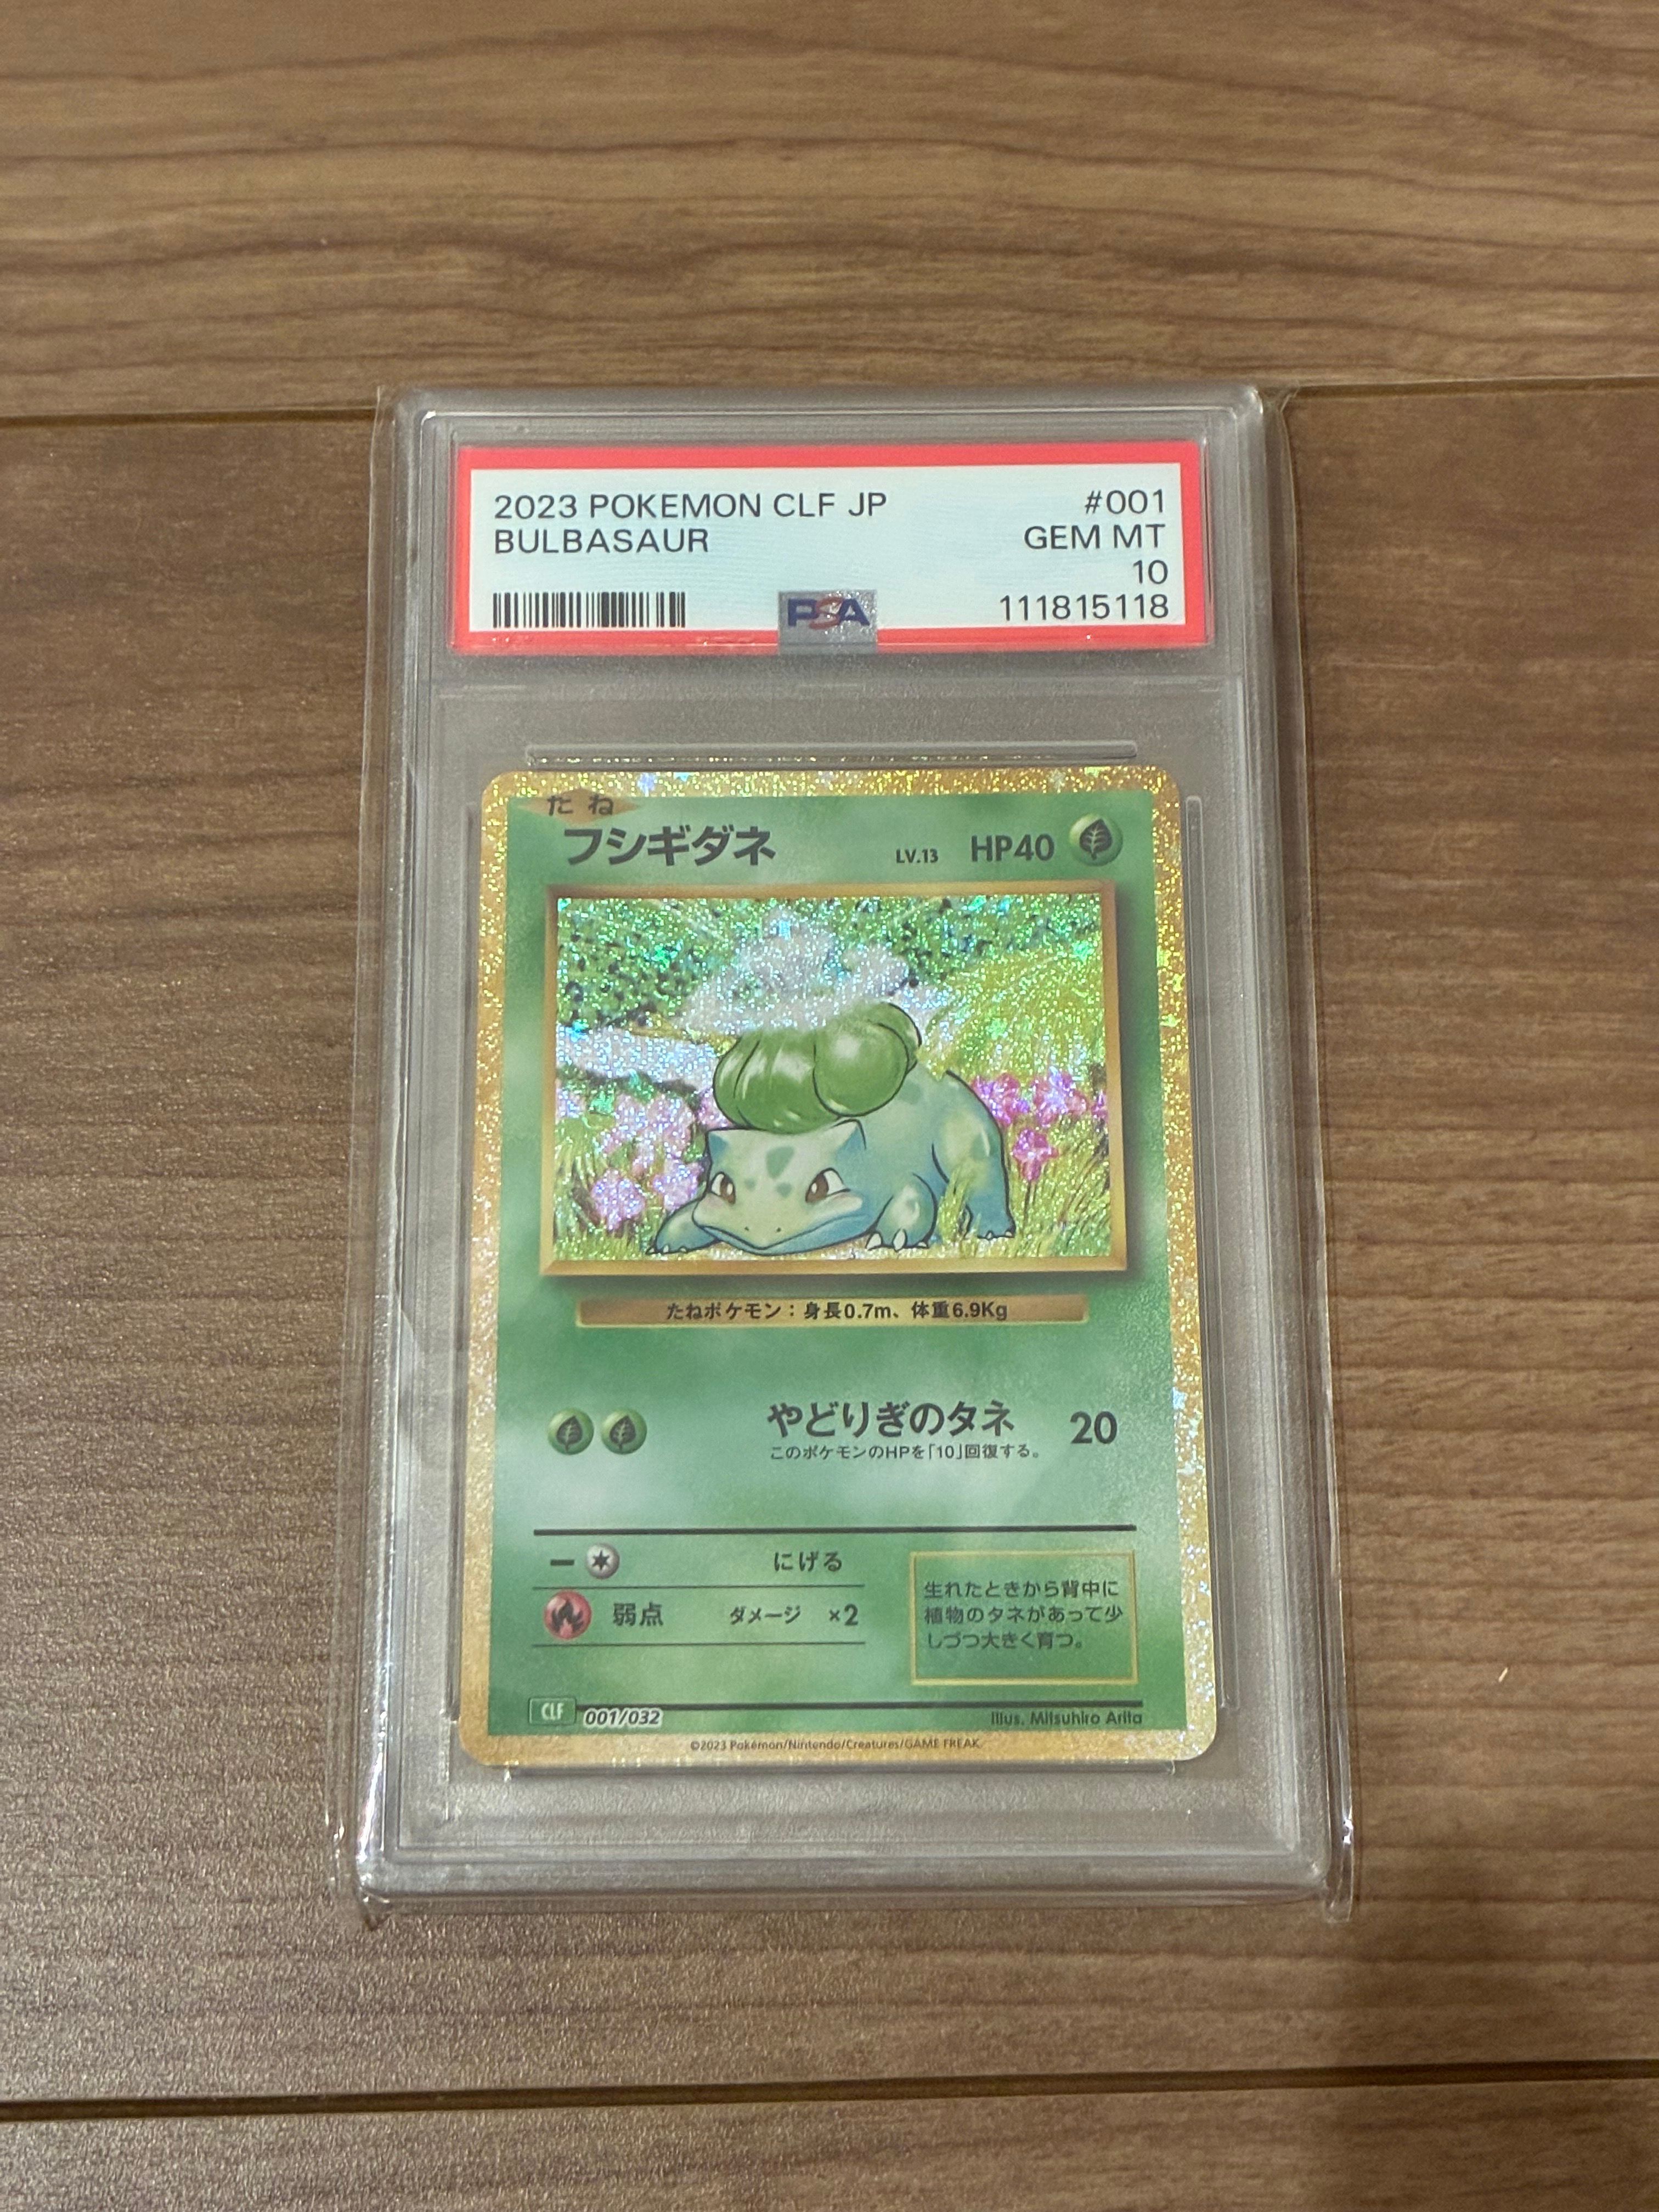 2023 POKEMON CLF JP #001
BULBASAUR GEM MT
10
PSA 111815118
たね
フシギダネ LV.13 HP40
たねポケモン：身長0.7m、体重6.9Kg
やどりぎのタネ 20
このポケモンのHPを「10」回復する。
ー にげる
弱点 ダメージ ×2
生れたときから背中に
植物のタネがあって少
しづつ大きく育つ。
CLF 001/032 Illus. Mitsuhiro Arita
©2023 Pokémon/Nintendo/Creatures/GAME FREAK.